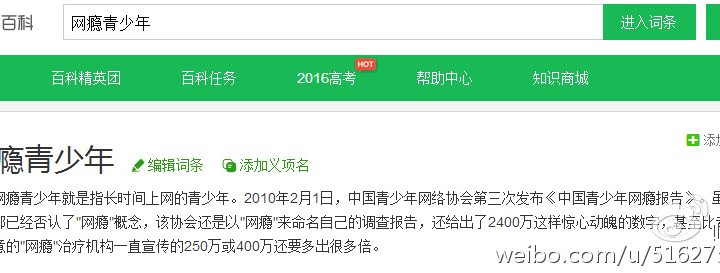 百科 网瘾青少年 进入词条
百科精英团 百科任务 2016高考 HOT 帮助中心 知识商城
添加
瘾青少年 编辑词条 添加义项名
网瘾青少年就是指长时间上网的青少年。2010年2月1日，中国青少年网络协会第三次发布《中国青少年网瘾报告》，虽
部已经否认了"网瘾"概念，该协会还是以"网瘾"来命名自己的调查报告，还给出了2400万这样惊心动魄的数字，甚至比
意的"网瘾"治疗机构一直宣传的250万或400万还要多出很多倍。
weibo.com/u/51627